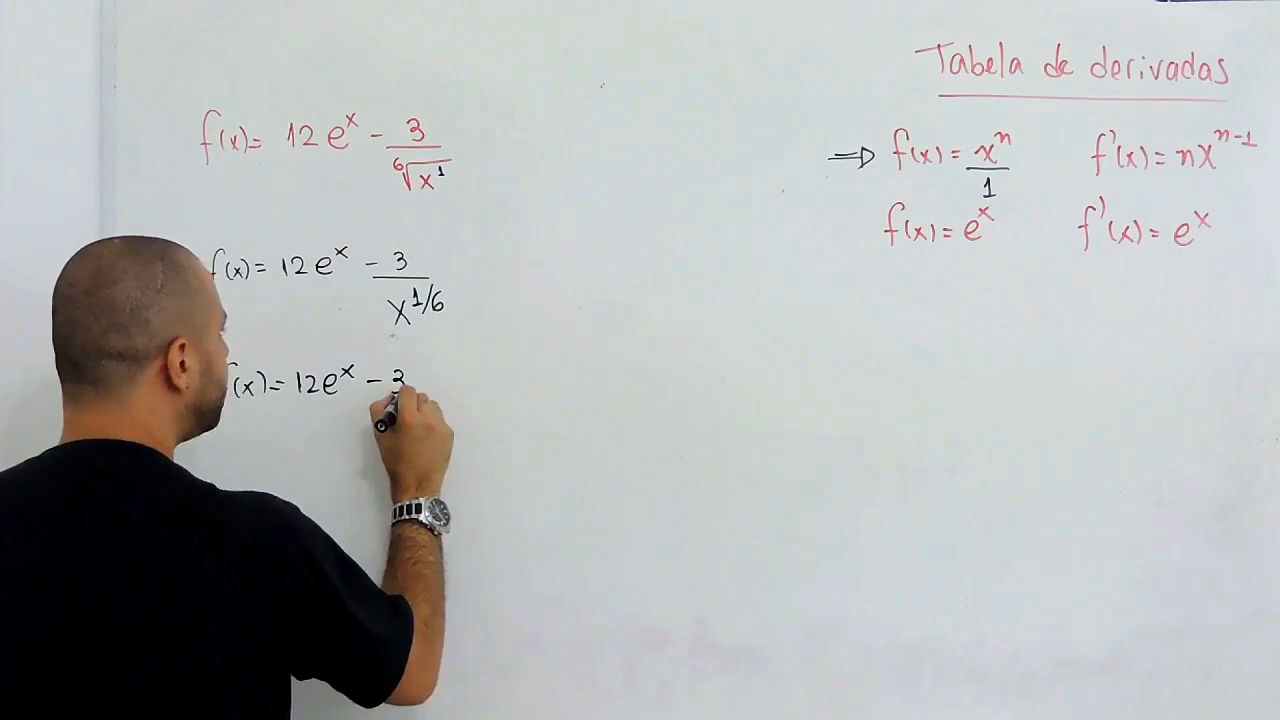 f(x) = 12e^x - 3/⁶√x¹
f(x) = 12e^x - 3/x^1/6
f(x) = 12e^x - 3
Tabela de derivadas
⇒ f(x) = x^n/1 f'(x) = nx^n-1
f(x) = e^x f'(x) = e^x